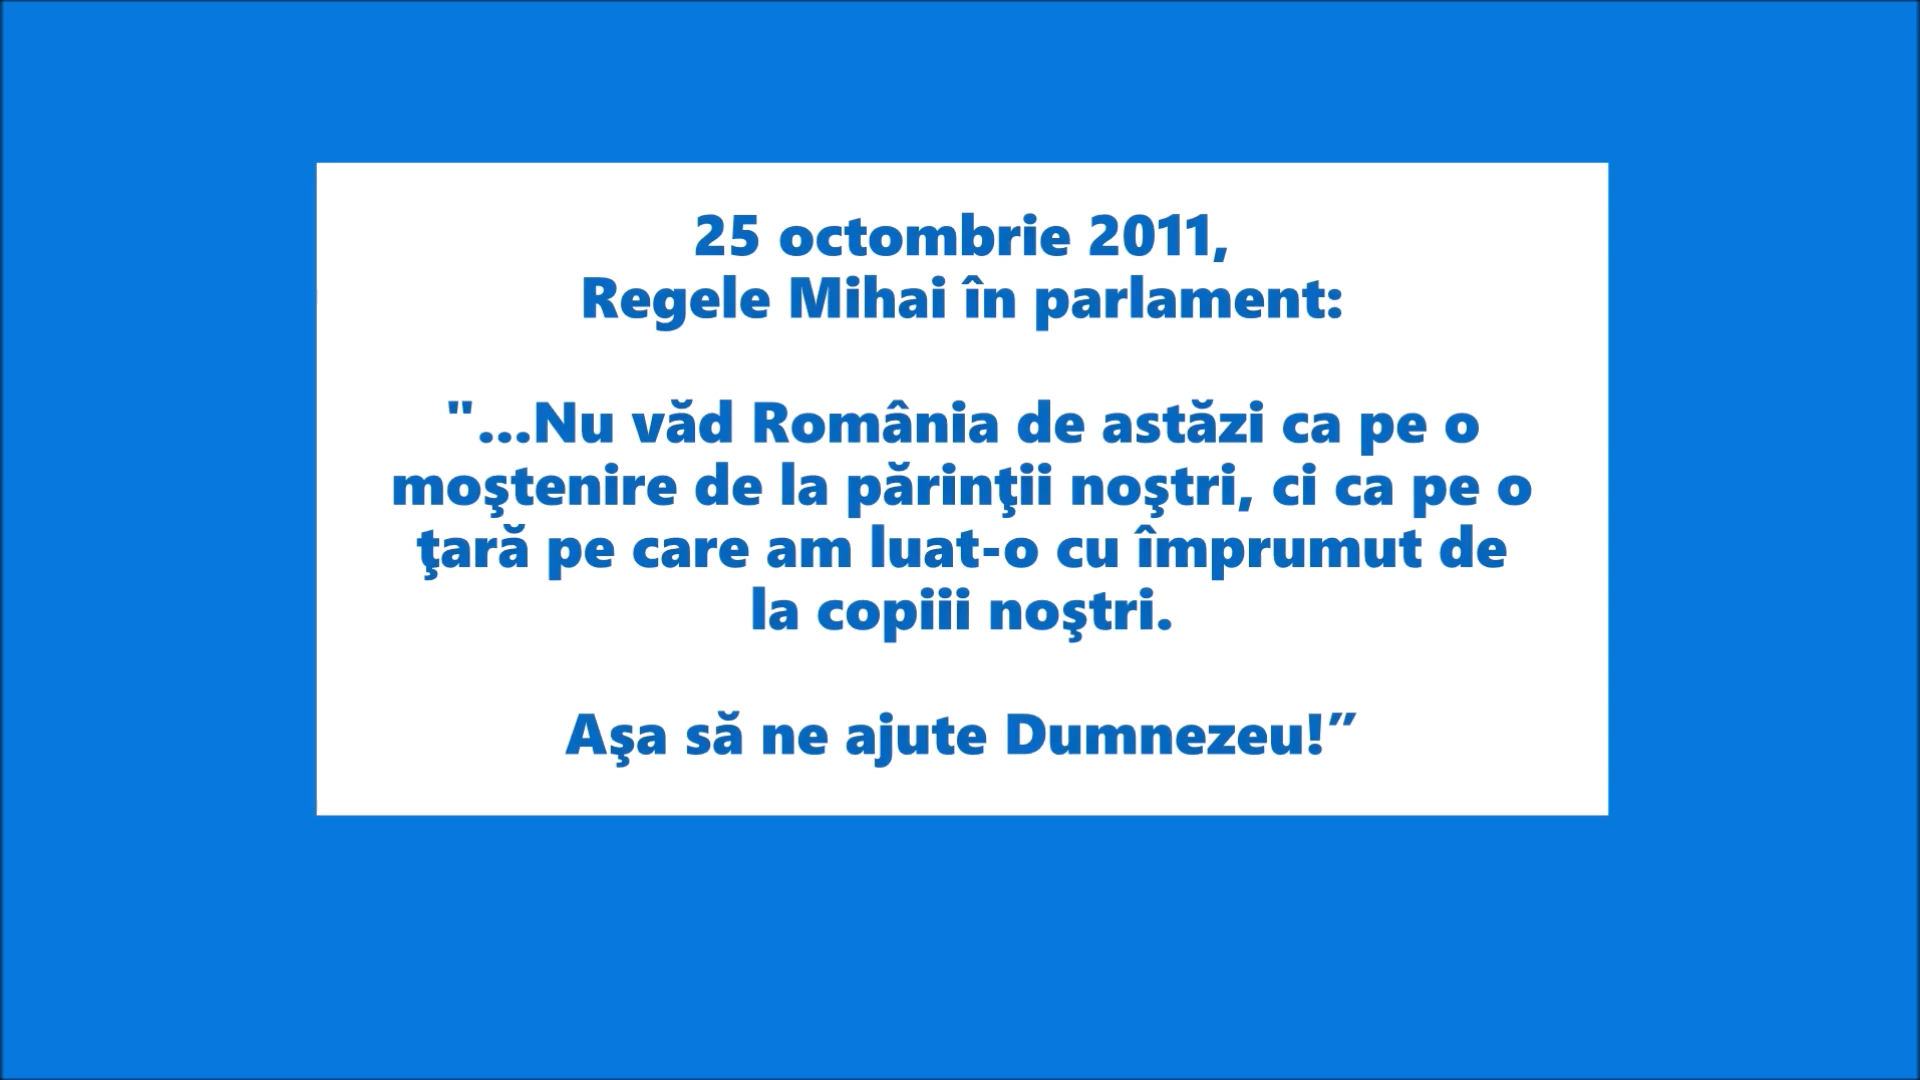 25 octombrie 2011,
Regele Mihai în parlament:
"...Nu văd România de astăzi ca pe o
moştenire de la părinţii noştri, ci ca pe o
ţară pe care am luat-o cu împrumut de
la copiii noştri.
Aşa să ne ajute Dumnezeu!”